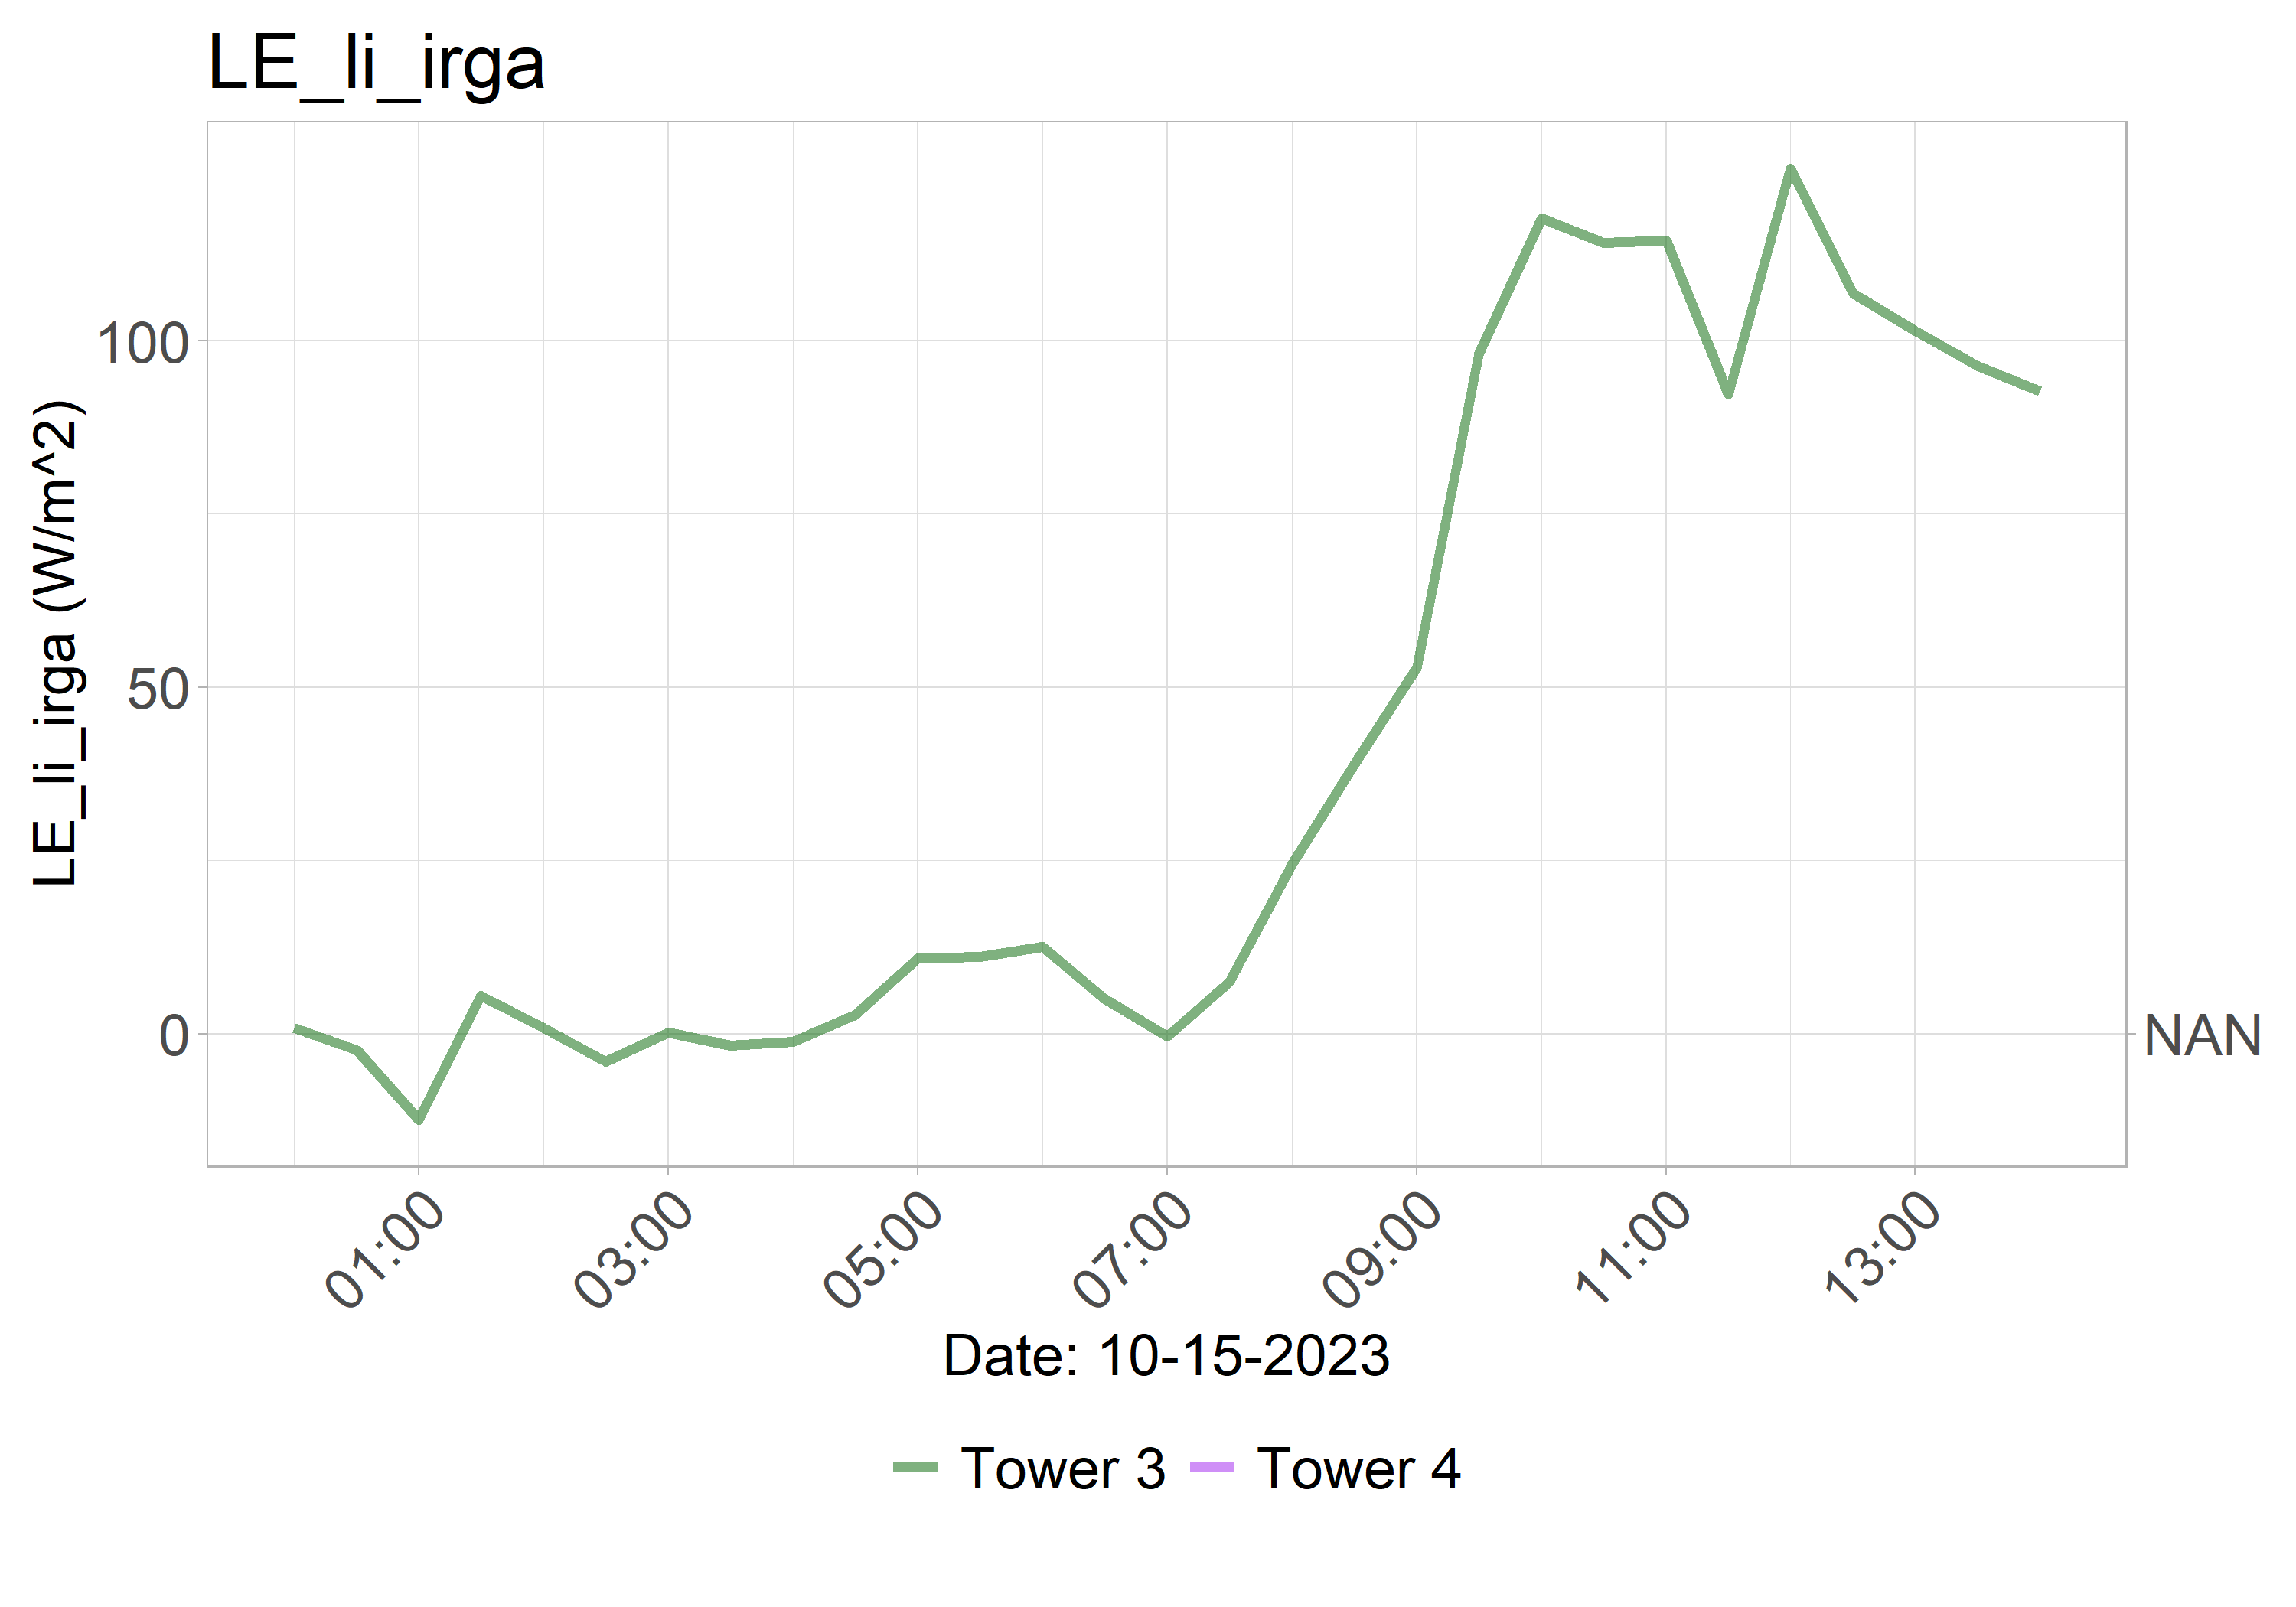 LE_li_irga
LE_li_irga (W/m^2)
100
50
0
NAN
01:00
03:00
05:00
07:00
09:00
11:00
13:00
Date: 10-15-2023
Tower 3
Tower 4